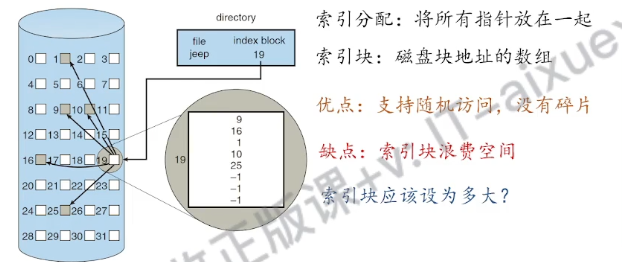 directory
file index block
jeep 19
0 1 2 3
4 5 6 7
8 9 10 11
12 13 14 15
16 17 18 19
20 21 22 23
24 25 26 27
28 29 30 31
19
9
16
1
10
25
-1
-1
-1
索引分配：将所有指针放在一起
索引块：磁盘块地址的数组
优点：支持随机访问，没有碎片
缺点：索引块浪费空间
索引块应该设为多大？
正版课+v. IT-aixuex